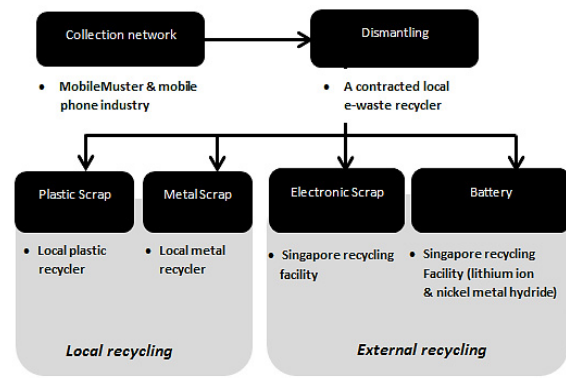 Collection network
Dismantling
• MobileMuster & mobile
phone industry
• A contracted local
e-waste recycler
Plastic Scrap
Metal Scrap
Electronic Scrap
Battery
• Local plastic
recycler
• Local metal
recycler
• Singapore recycling
facility
• Singapore recycling
Facility (lithium ion
& nickel metal hydride)
Local recycling
External recycling